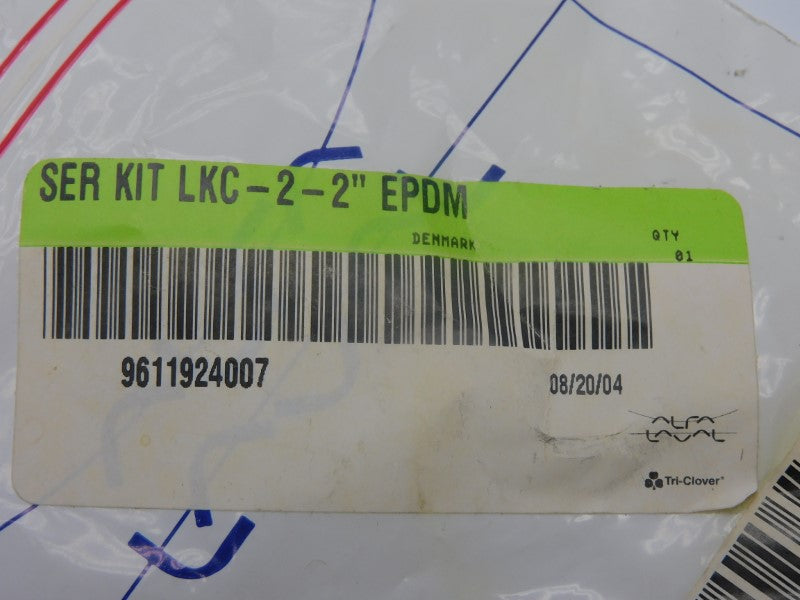 SER KIT LKC-2-2" EPDM
DENMARK
QTY
01
9611924007
08/20/04
ALFA
LAVAL
Tri-Clover®